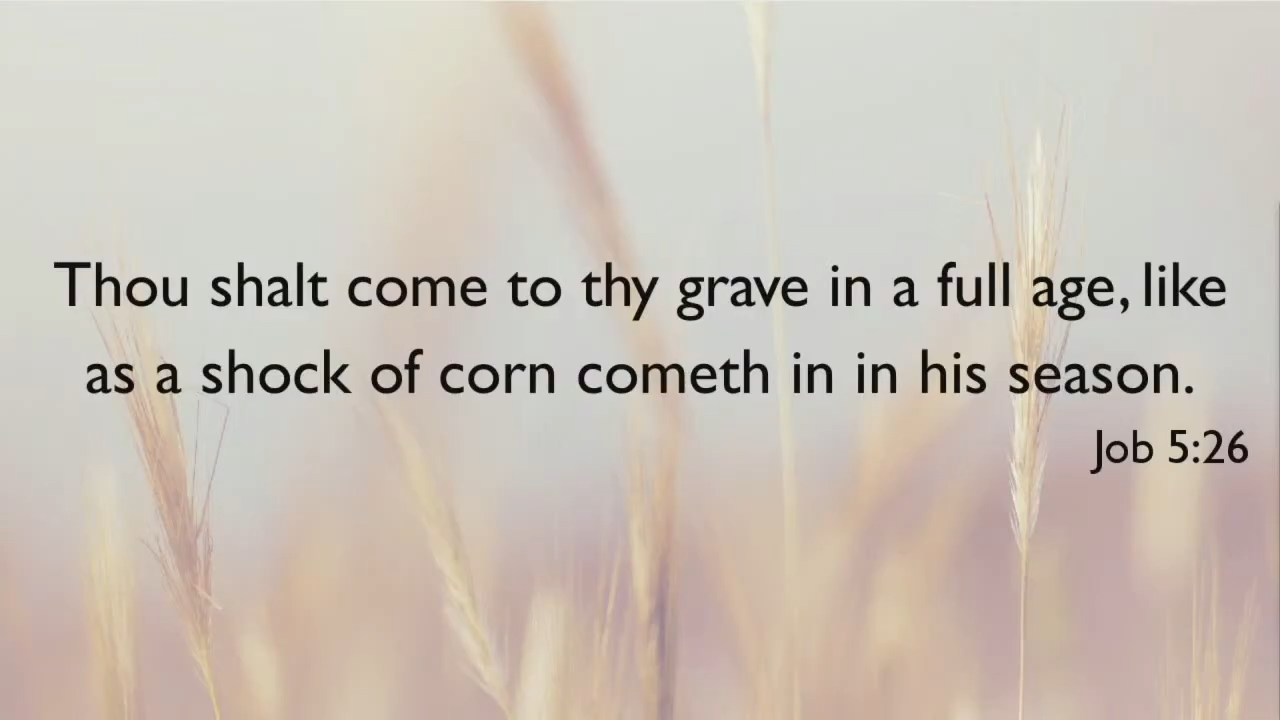 Thou shalt come to thy grave in a full age, like
as a shock of corn cometh in in his season.
Job 5:26